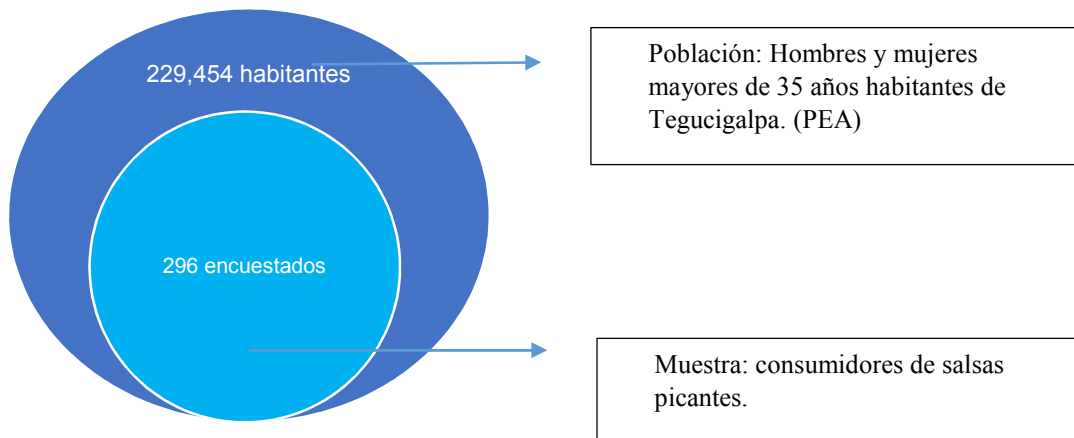 229,454 habitantes
Población: Hombres y mujeres
mayores de 35 años habitantes de
Tegucigalpa. (PEA)
296 encuestados
Muestra: consumidores de salsas
picantes.